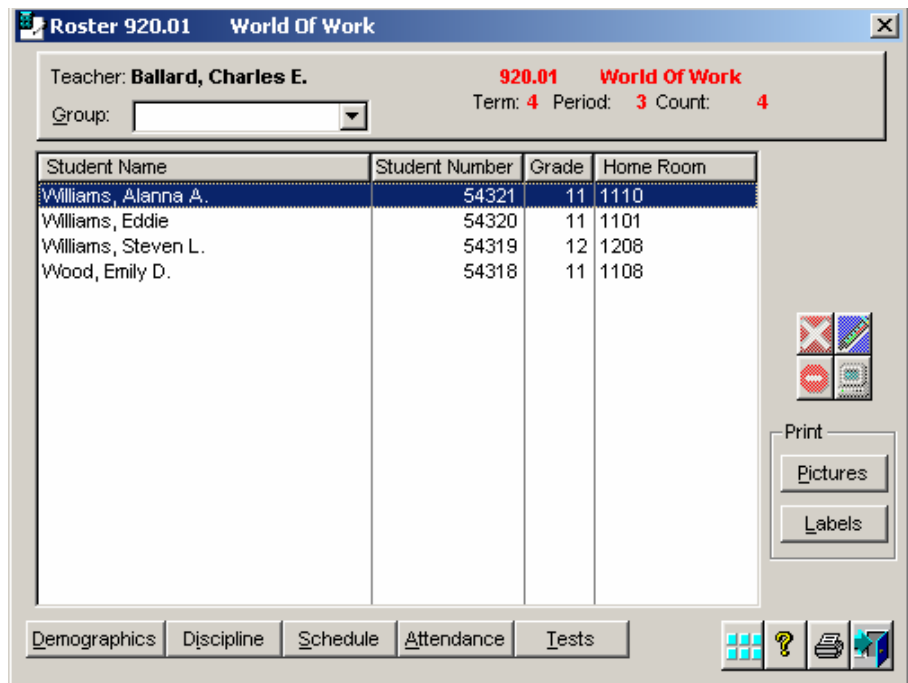 Roster 920.01 World Of Work
Teacher: Ballard, Charles E. 920.01 World Of Work
Term: 4 Period: 3 Count: 4
Group:
Student Name Student Number Grade Home Room
Williams, Alanna A. 54321 11 1110
Williams, Eddie 54320 11 1101
Williams, Steven L. 54319 12 1208
Wood, Emily D. 54318 11 1108
Print
Pictures
Labels
Demographics Discipline Schedule Attendance Tests
?